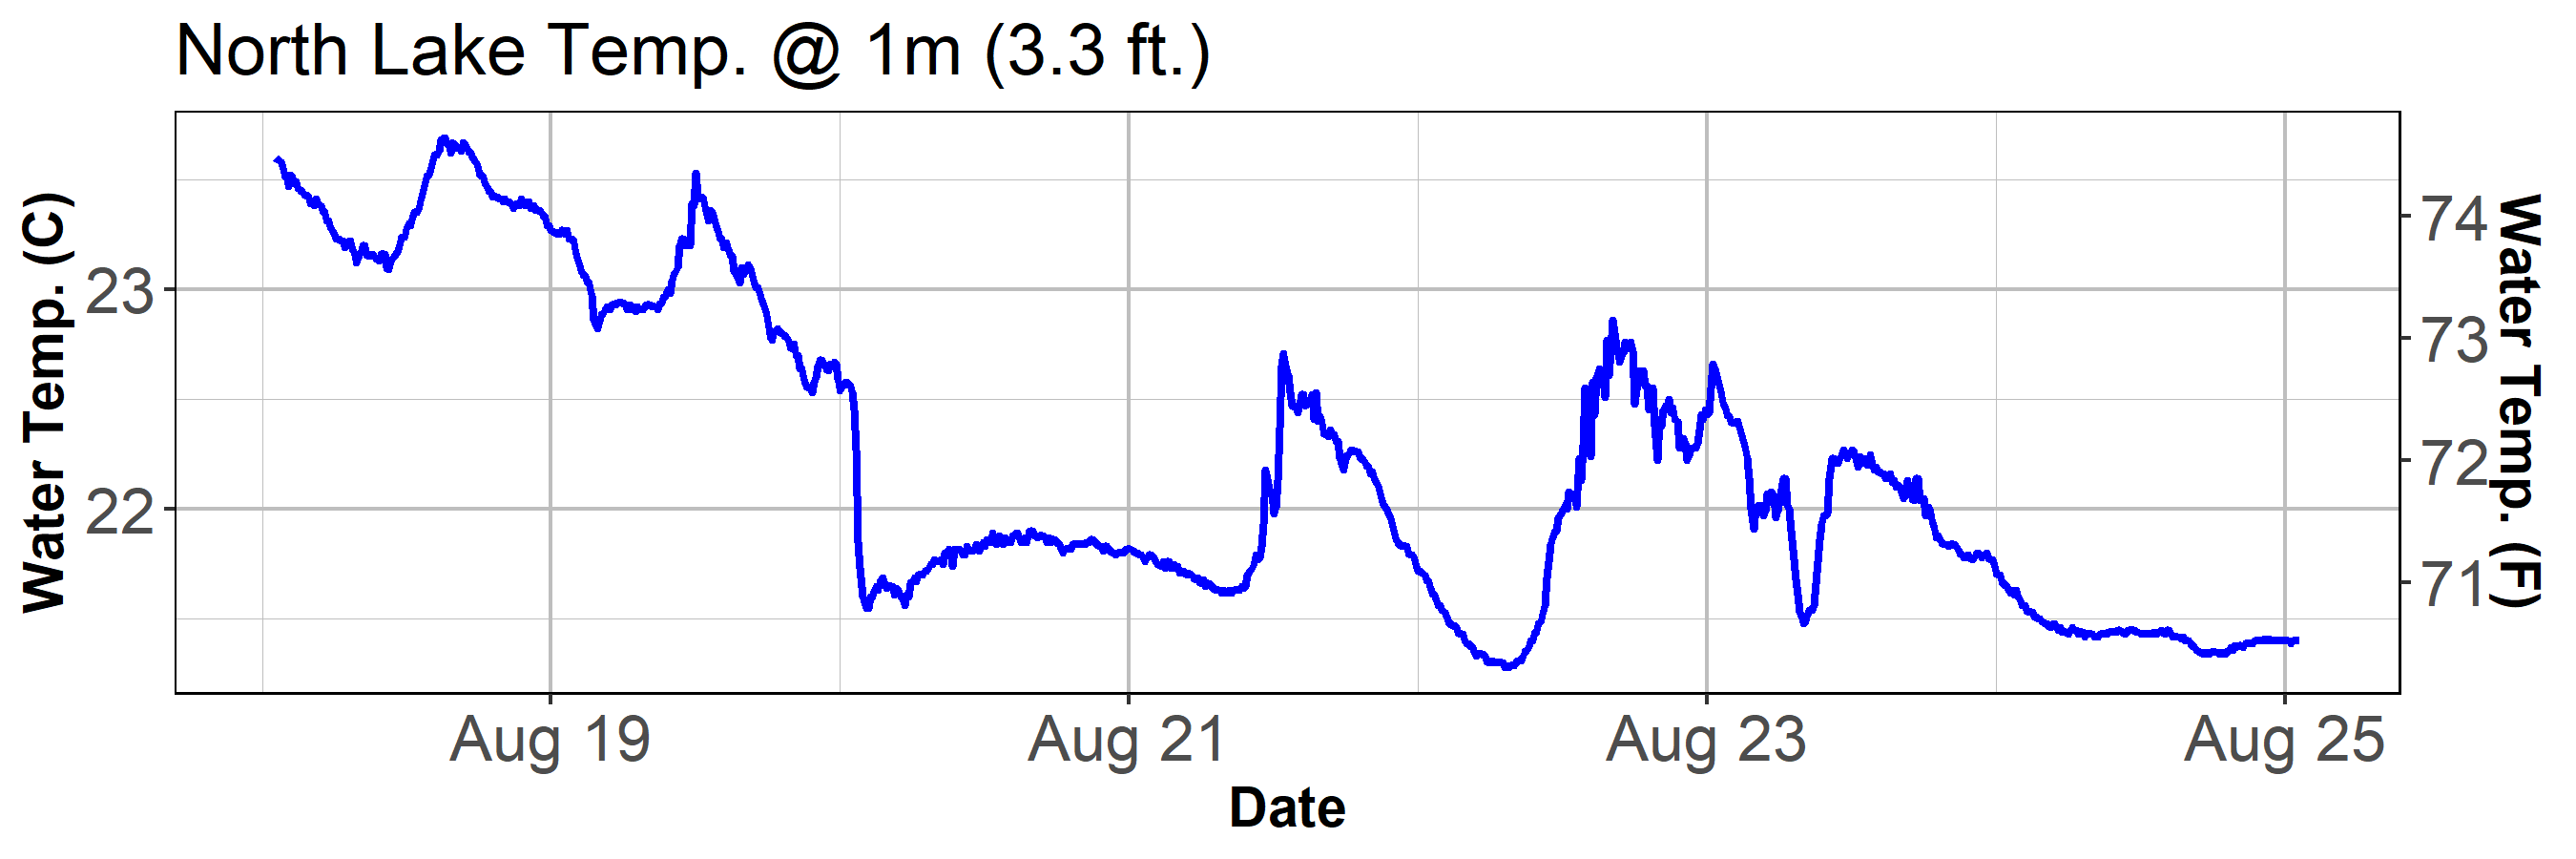 North Lake Temp. @ 1m (3.3 ft.)
Water Temp. (C)
23
22
74
73
72
71
Water Temp. (F)
Aug 19
Aug 21
Aug 23
Aug 25
Date